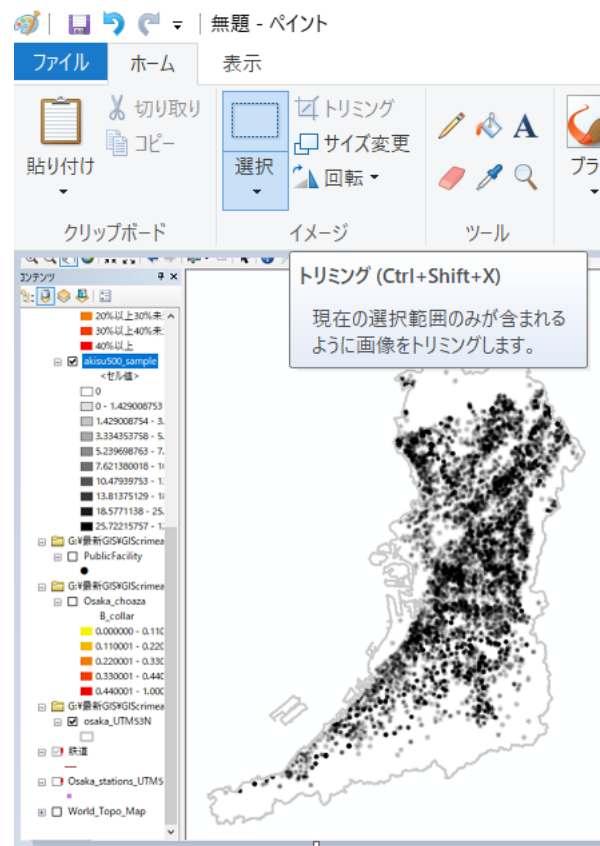 無題 - ペイント
ファイル ホーム 表示
貼り付け
切り取り
コピー
クリップボード
選択
トリミング
サイズ変更
回転
イメージ
A
ツール
ブラ
トリミング (Ctrl+Shift+X)
現在の選択範囲のみが含まれる
ように画像をトリミングします。
コンテンツ
20%以上30%未
30%以上40%未
40%以上
akisu500_sample
<セル値>
0
0 - 1.429008753
1.429008754 - 3.
3.334353758 - 5.
5.239698763 - 7.
7.621380018 - 1
10.47939753 - 1
13.81375129 - 1
18.5771138 - 25.
25.72215757 - 1
G:¥最新GIS¥GIScrimea
PublicFacility
G:¥最新GIS¥GIScrimea
Osaka_choaza
B_collar
0.000000 - 0.110
0.110001 - 0.220
0.220001 - 0.330
0.330001 - 0.440
0.440001 - 1.000
G:¥最新GIS¥GIScrimea
osaka_UTM53N
鉄道
Osaka_stations_UTM5
World_Topo_Map